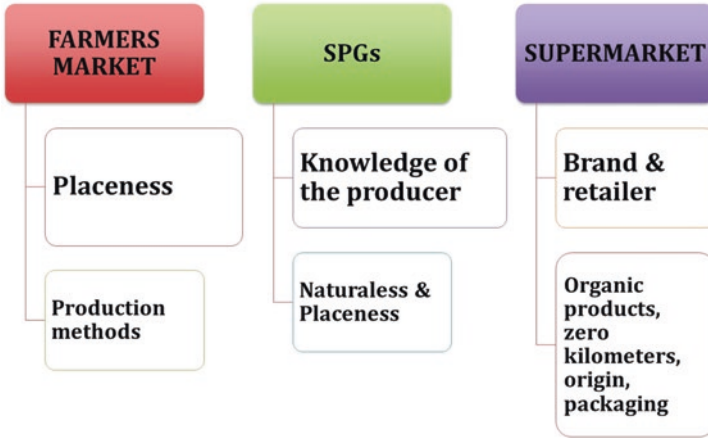 FARMERS
MARKET
Placeness
Production
methods
SPGs
Knowledge of
the producer
Naturaless &
Placeness
SUPERMARKET
Brand &
retailer
Organic
products,
zero
kilometers,
origin,
packaging